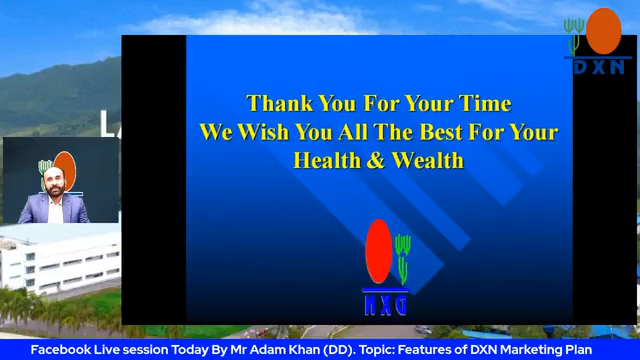 DXN
Thank You For Your Time
We Wish You All The Best For Your
Health & Wealth
Facebook Live session Today By Mr Adam Khan (DD). Topic: Features of DXN Marketing Plan